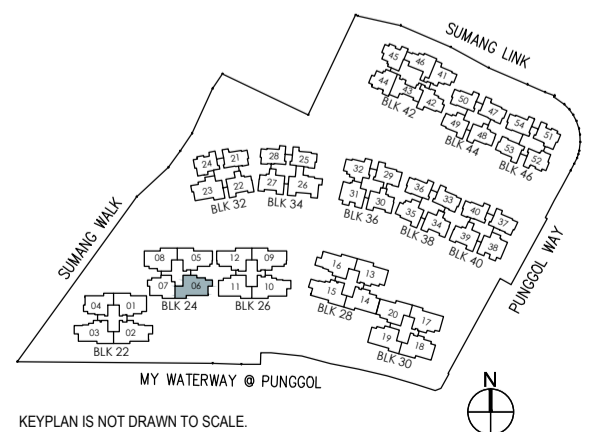 SUMANG LINK
45 46 41
44 43 42
BLK 42
50 47 54 51
49 48 53 52
BLK 44
BLK 46
24 21 28 25
23 22 27 26
BLK 32
BLK 34
32 29 36 33 40 37
31 30 35 34 39 38
BLK 36
BLK 38
BLK 40
SUMANG WALK
PUNGGOL WAY
08 05 12 09
07 06 11 10
BLK 24
BLK 26
16 13
15 14
BLK 28
20 17
19 18
BLK 30
04 01
03 02
BLK 22
MY WATERWAY @ PUNGGOL
N
KEYPLAN IS NOT DRAWN TO SCALE.